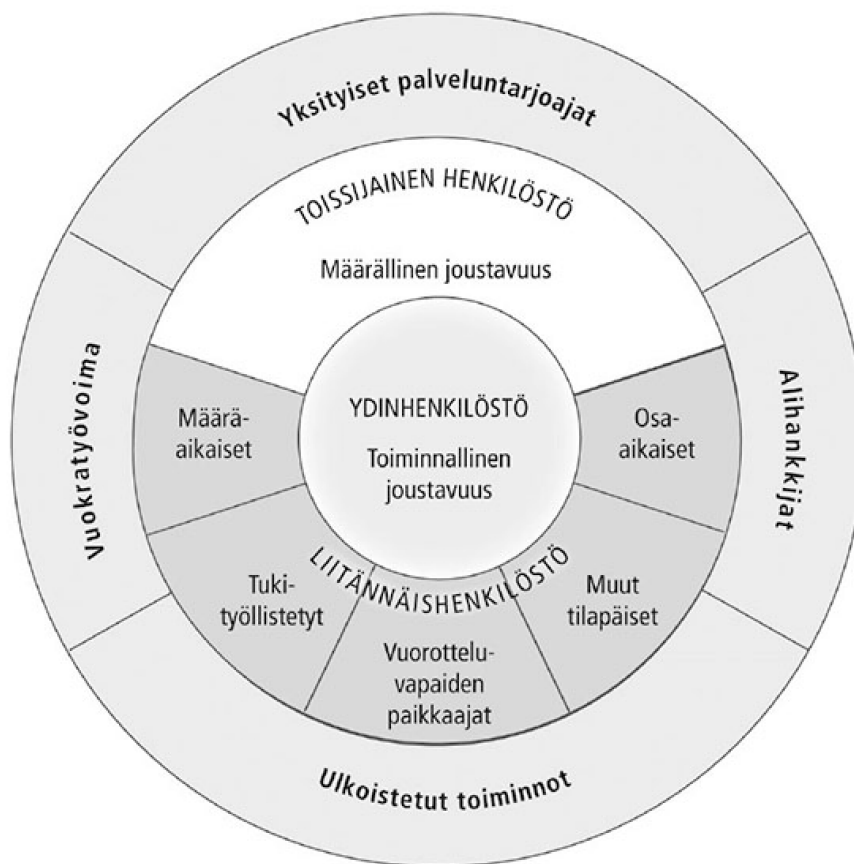 Yksityiset palveluntarjoajat
TOISSIJAINEN HENKILÖSTÖ
Määrällinen joustavuus
Vuokratyövoima
Alihankkijat
YDINHENKILÖSTÖ
Toiminnallinen
joustavuus
Määrä-
aikaiset
Osa-
aikaiset
LIITÄNNÄISHENKILÖSTÖ
Tuki-
työllistetyt
Muut
tilapäiset
Vuorottelu-
vapaiden
paikkaajat
Ulkoistetut toiminnot